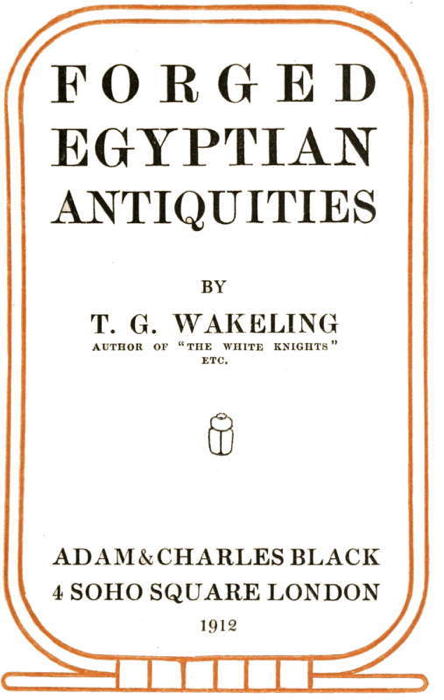 FORGED
EGYPTIAN
ANTIQUITIES
BY
T. G. WAKELING
AUTHOR OF "THE WHITE KNIGHTS"
ETC.
ADAM & CHARLES BLACK
4 SOHO SQUARE LONDON
1912